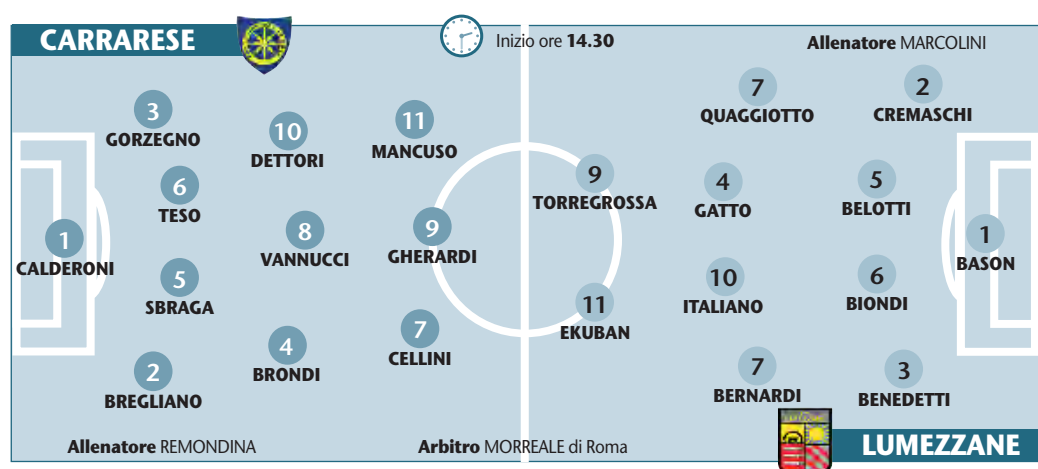 CARRARESE
Inizio ore 14.30
Allenatore MARCOLINI
3
GORZEGNO
10
DETTORI
11
MANCUSO
6
TESO
1
CALDERONI
8
VANNUCCI
9
GHERARDI
5
SBRAGA
4
BRONDI
7
CELLINI
2
BREGLIANO
7
QUAGGIOTTO
2
CREMASCHI
9
TORREGROSSA
4
GATTO
5
BELOTTI
1
BASON
11
EKUBAN
10
ITALIANO
6
BIONDI
7
BERNARDI
3
BENEDETTI
Allenatore REMONDINA
Arbitro MORREALE di Roma
LUMEZZANE